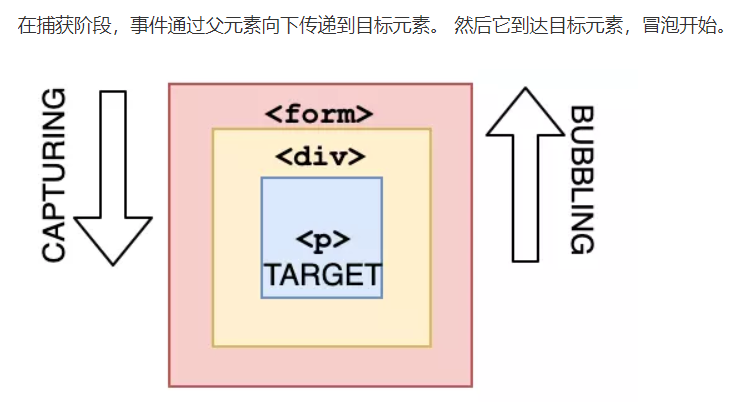 在捕获阶段，事件通过父元素向下传递到目标元素。 然后它到达目标元素，冒泡开始。
CAPTURING
<form>
<div>
<p>
TARGET
BUBBLING